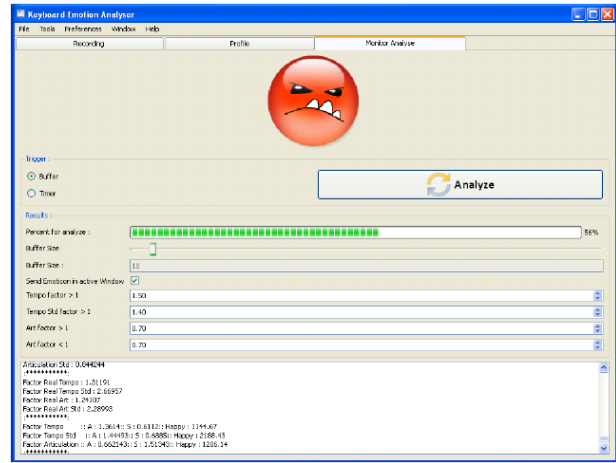 Keyboard Emotion Analyser
File Tools Preferences Window Help
Recording Profile Monitor Analyse
Trigger :
Buffer
Timer
Analyze
Results :
Percent for analyze : 56%
Buffer Size
Buffer Size : 18
Send Emoticon in active Window
Tempo factor > 1 1.50
Tempo Std factor > 1 1.40
Art factor > 1 0.70
Art factor < 1 0.70
Articulation Std : 0.844244
:***********:
Factor Real Tempo : 1.31191
Factor Real Tempo Std : 2.66957
Factor Real Art : 1.24107
Factor Real Art Std : 2.28993
:***********:
Factor Tempo :: A : 1.3614:: S : 0.6112:: Happy : 1144.67
Factor Tempo Std :: A : 1.44493:: S : 0.6885:: Happy : 2188.43
Factor Articulation :: A : 0.662143:: S : 1.51343:: Happy : 1206.14
:***********: